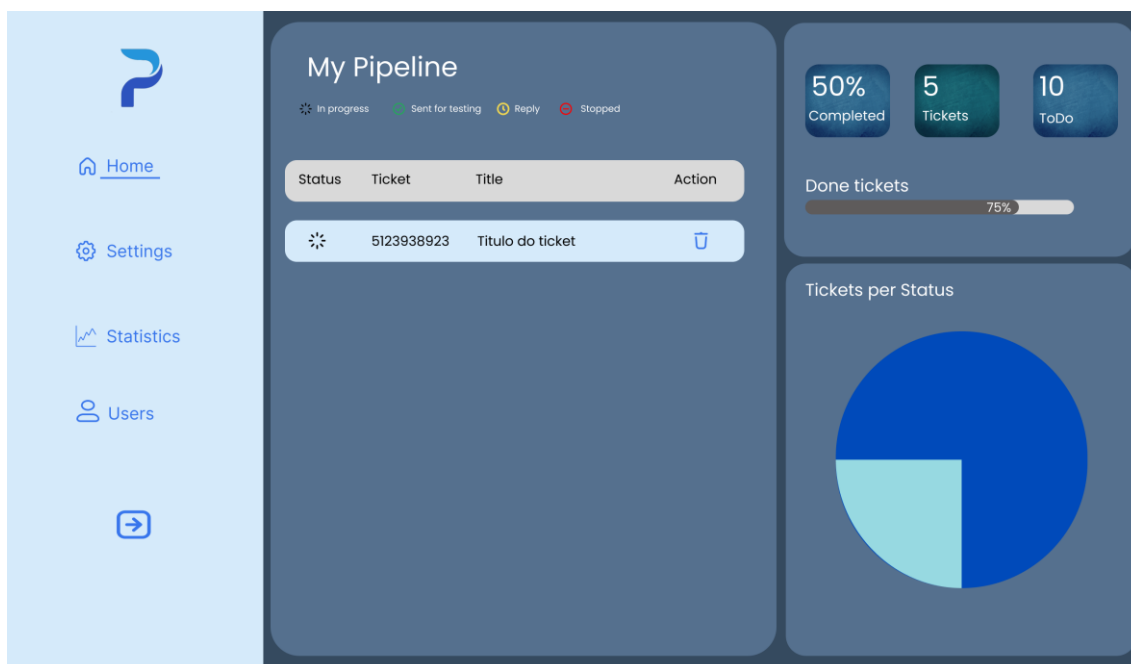 Home
Settings
Statistics
Users
My Pipeline
In progress Sent for testing Reply Stopped
Status Ticket Title Action
5123938923 Titulo do ticket
50% 5 10
Completed Tickets ToDo
Done tickets
75%
Tickets per Status